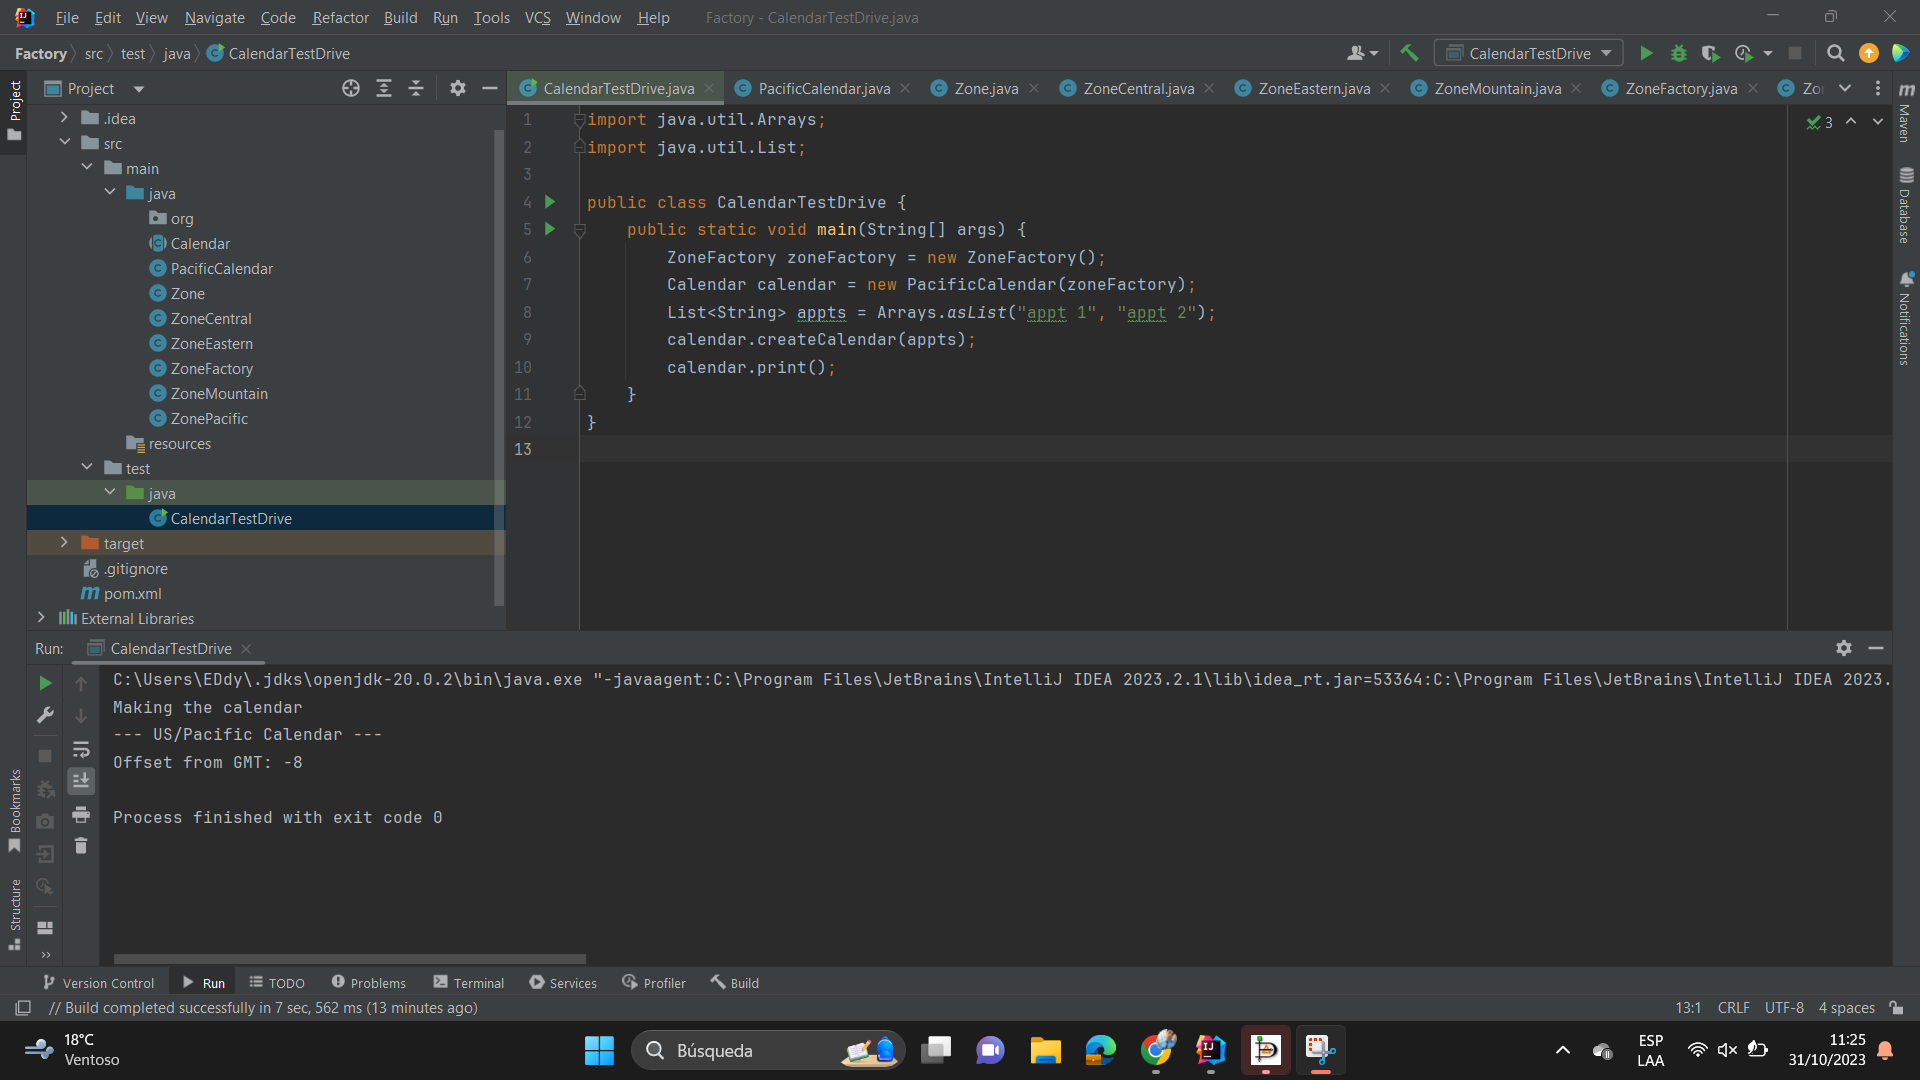 File Edit View Navigate Code Refactor Build Run Tools VCS Window Help Factory - CalendarTestDrive.java
Factory src test java CalendarTestDrive CalendarTestDrive
Project CalendarTestDrive.java PacificCalendar.java Zone.java ZoneCentral.java ZoneEastern.java ZoneMountain.java ZoneFactory.java Zo
Project
.idea
src
main
java
org
Calendar
PacificCalendar
Zone
ZoneCentral
ZoneEastern
ZoneFactory
ZoneMountain
ZonePacific
resources
test
java
CalendarTestDrive
target
.gitignore
pom.xml
External Libraries
3
1 import java.util.Arrays;
2 import java.util.List;
3
4 public class CalendarTestDrive {
5 public static void main(String[] args) {
6 ZoneFactory zoneFactory = new ZoneFactory();
7 Calendar calendar = new PacificCalendar(zoneFactory);
8 List<String> appts = Arrays.asList("appt 1", "appt 2");
9 calendar.createCalendar(appts);
10 calendar.print();
11 }
12 }
13
Maven
Database
Notifications
Run: CalendarTestDrive
C:\Users\EDdy\.jdks\openjdk-20.0.2\bin\java.exe "-javaagent:C:\Program Files\JetBrains\IntelliJ IDEA 2023.2.1\lib\idea_rt.jar=53364:C:\Program Files\JetBrains\IntelliJ IDEA 2023.
Making the calendar
--- US/Pacific Calendar ---
Offset from GMT: -8
Process finished with exit code 0
Bookmarks
Structure
Version Control Run TODO Problems Terminal Services Profiler Build
// Build completed successfully in 7 sec, 562 ms (13 minutes ago) 13:1 CRLF UTF-8 4 spaces
18°C
Ventoso
Búsqueda
ESP
LAA
11:25
31/10/2023